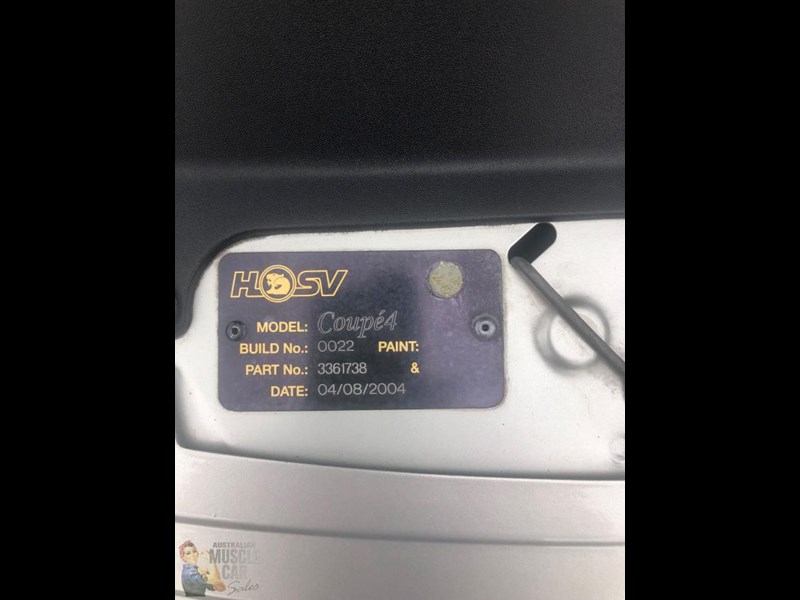 HSV
MODEL: Coupé4
BUILD No.: 0022 PAINT:
PART No.: 3361738 &
DATE: 04/08/2004
AUSTRALIAN
MUSCLE
CAR
Sales